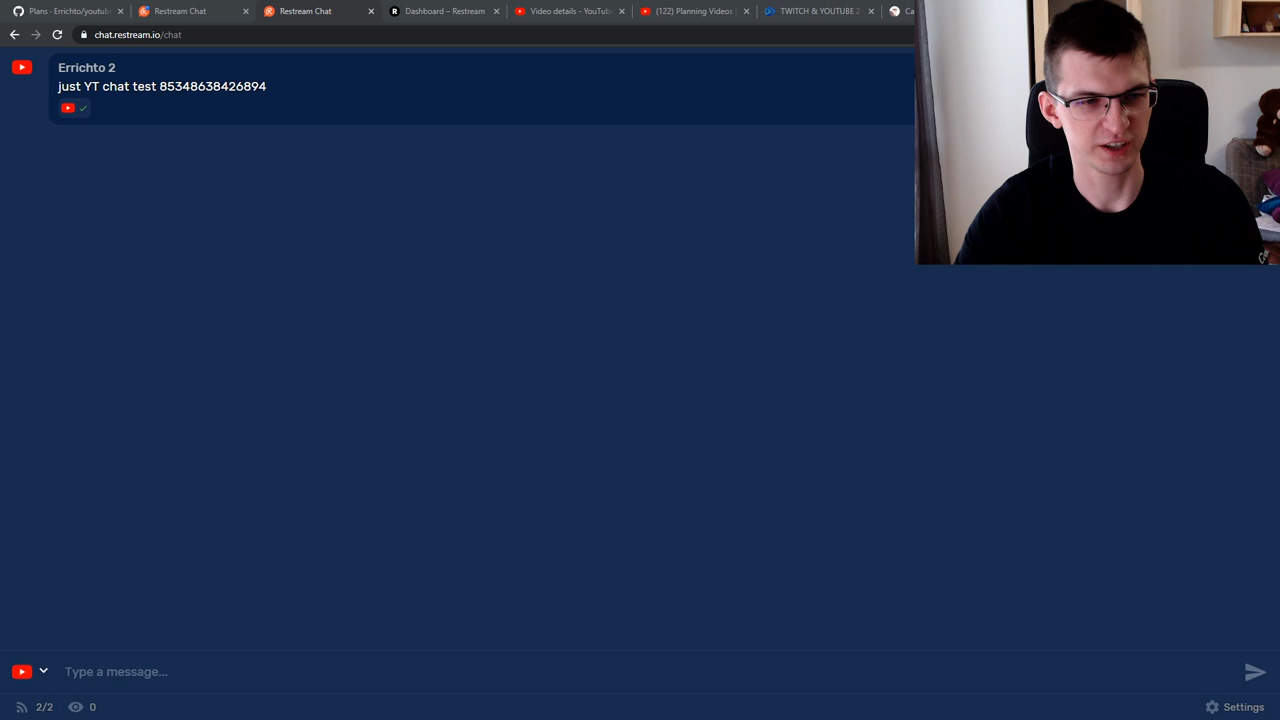 Plans · Errichto/youtub
Restream Chat
Restream Chat
Dashboard – Restream
Video details - YouTub
(122) Planning Videos |
TWITCH & YOUTUBE 2
Ca
chat.restream.io/chat
Errichto 2
just YT chat test 85348638426894
Type a message...
2/2
0
Settings